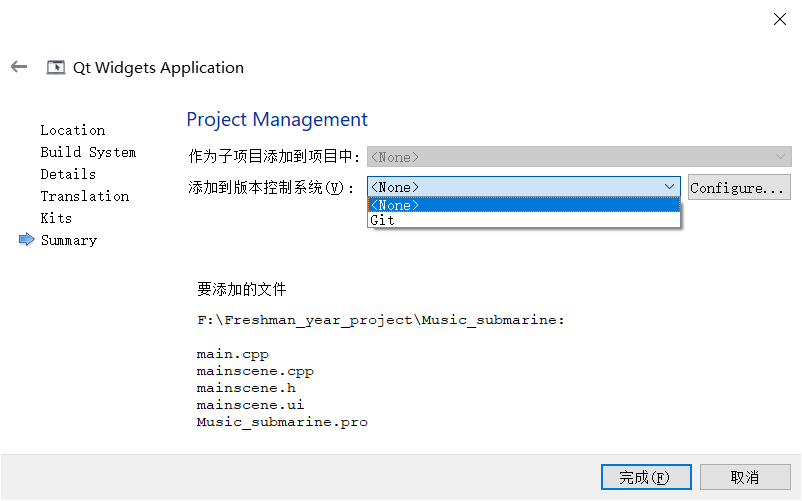 Qt Widgets Application
Location
Build System
Details
Translation
Kits
Summary
Project Management
作为子项目添加到项目中: <None>
添加到版本控制系统(V): <None> Configure...
<None>
Git
要添加的文件
F:\Freshman_year_project\Music_submarine:
main.cpp
mainscene.cpp
mainscene.h
mainscene.ui
Music_submarine.pro
完成(F) 取消